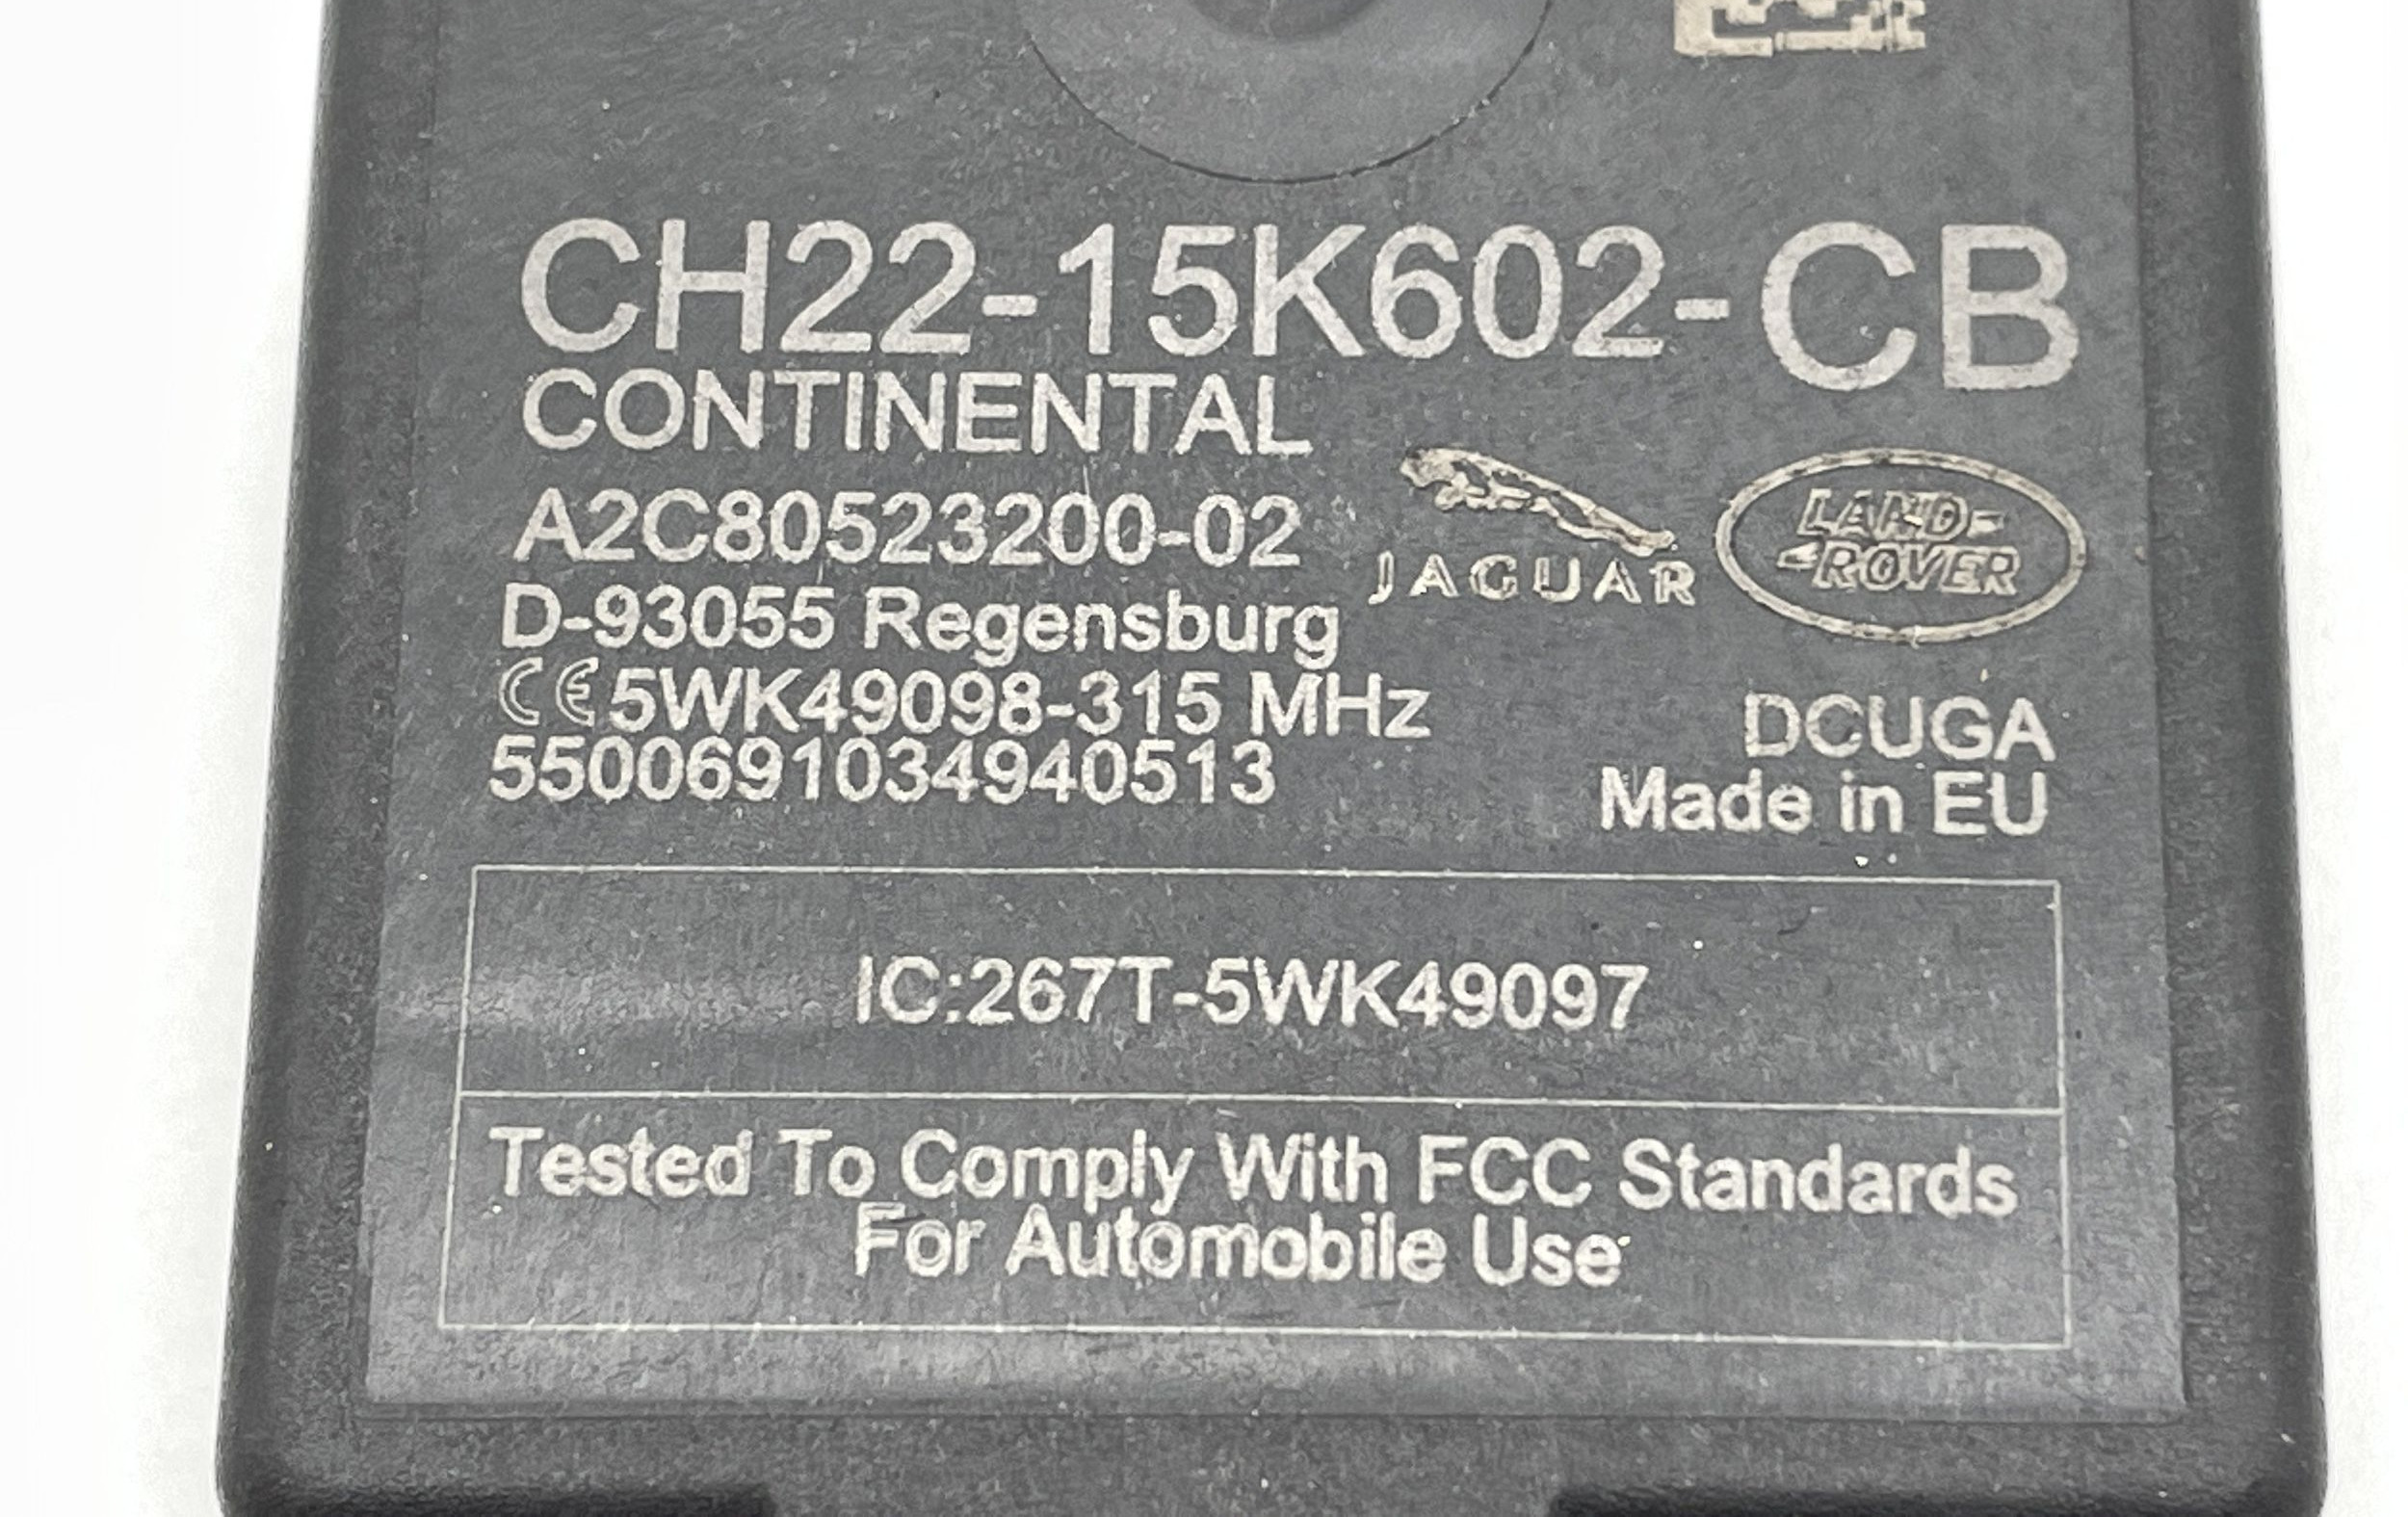 CH22-15K602-CB
CONTINENTAL
A2C80523200-02
JAGUAR
LAND-
-ROVER
D-93055 Regensburg
CE5WK49098-315 MHz
5500691034940513
DCUGA
Made in EU
IC:267T-5WK49097
Tested To Comply With FCC Standards
For Automobile Use